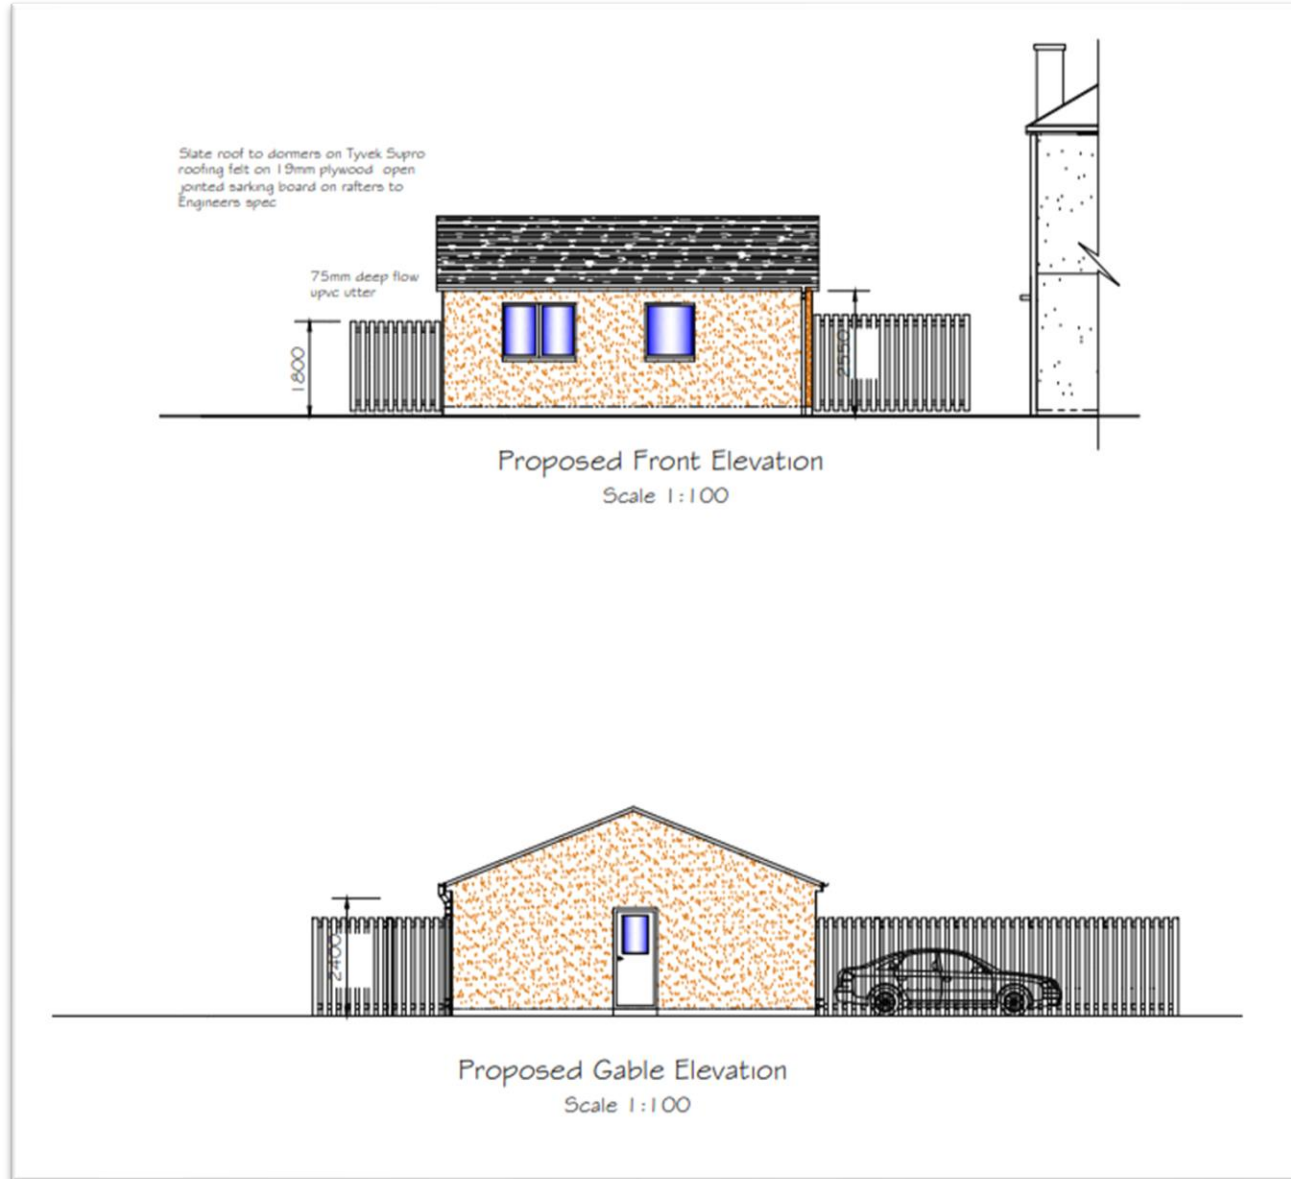 Slate roof to dormers on Tyvek Supro
roofing felt on 19mm plywood open
jointed sarking board on rafters to
Engineers spec
75mm deep flow
upvc utter
1800
2550
Proposed Front Elevation
Scale 1:100
2400
Proposed Gable Elevation
Scale 1:100